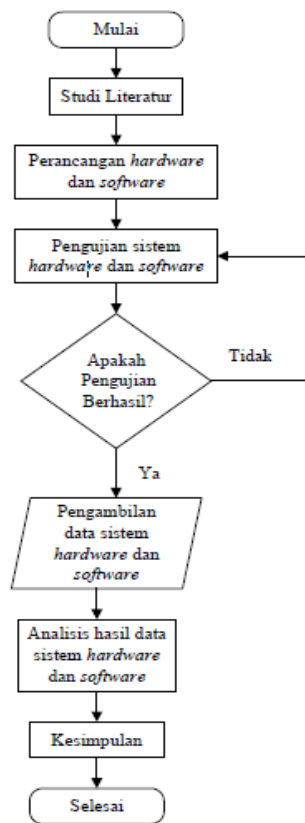 Mulai
Studi Literatur
Perancangan hardware
dan software
Pengujian sistem
hardware dan software
Apakah
Pengujian
Berhasil?
Tidak
Ya
Pengambilan
data sistem
hardware dan
software
Analisis hasil data
sistem hardware
dan software
Kesimpulan
Selesai